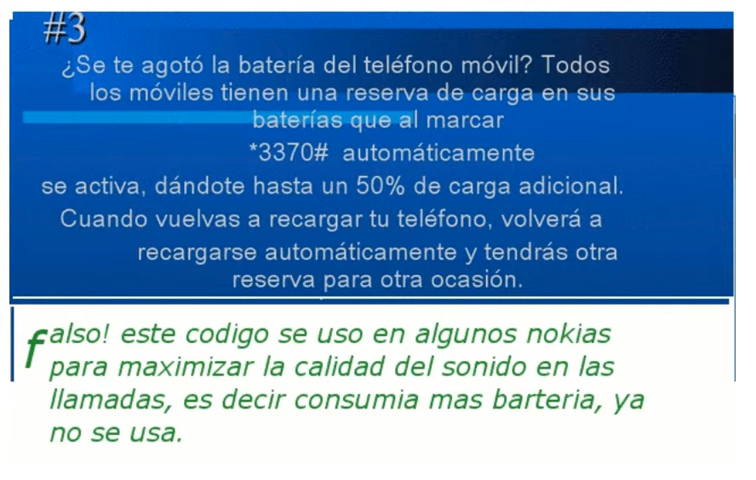 #3
¿Se te agotó la batería del teléfono móvil? Todos
los móviles tienen una reserva de carga en sus
baterías que al marcar
*3370# automáticamente
se activa, dándote hasta un 50% de carga adicional.
Cuando vuelvas a recargar tu teléfono, volverá a
recargarse automáticamente y tendrás otra
reserva para otra ocasión.
falso! este codigo se uso en algunos nokias
para maximizar la calidad del sonido en las
llamadas, es decir consumia mas barteria, ya
no se usa.